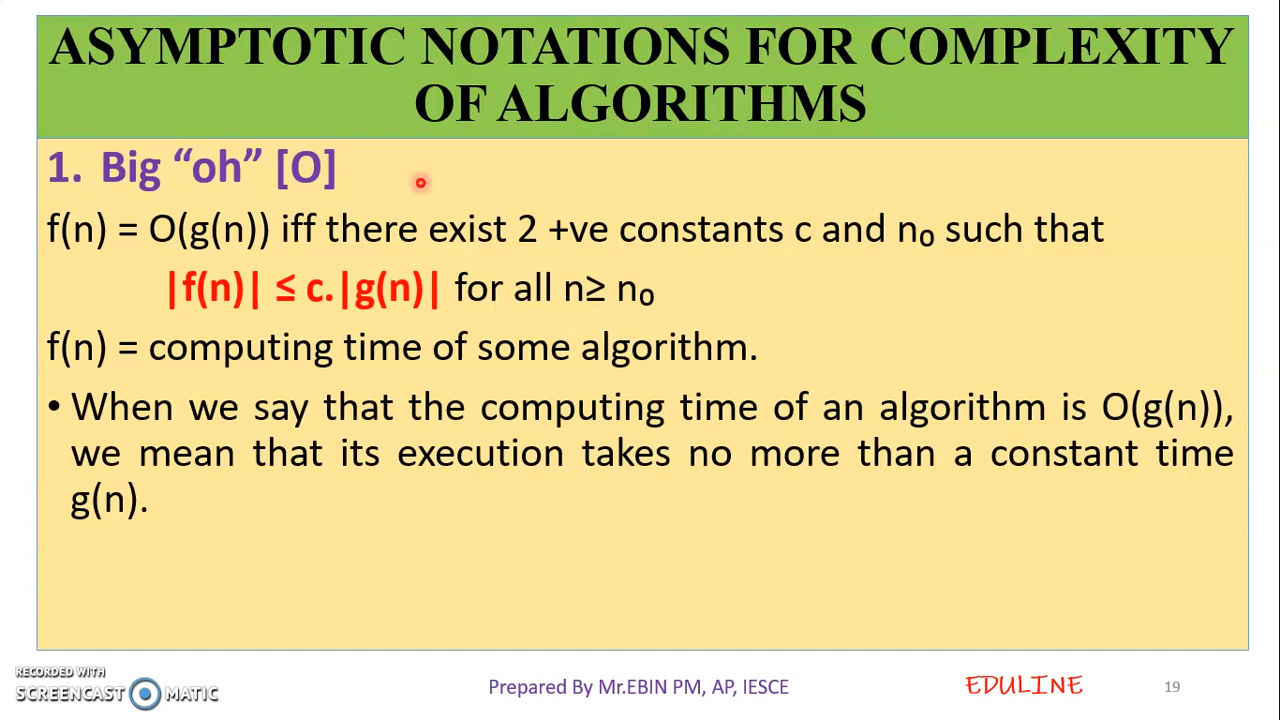 ASYMPTOTIC NOTATIONS FOR COMPLEXITY
OF ALGORITHMS
1. Big “oh” [O]
f(n) = O(g(n)) iff there exist 2 +ve constants c and n₀ such that
|f(n)| ≤ c.|g(n)| for all n≥ n₀
f(n) = computing time of some algorithm.
• When we say that the computing time of an algorithm is O(g(n)),
we mean that its execution takes no more than a constant time
g(n).
RECORDED WITH
SCREENCAST MATIC
Prepared By Mr.EBIN PM, AP, IESCE
EDULINE
19